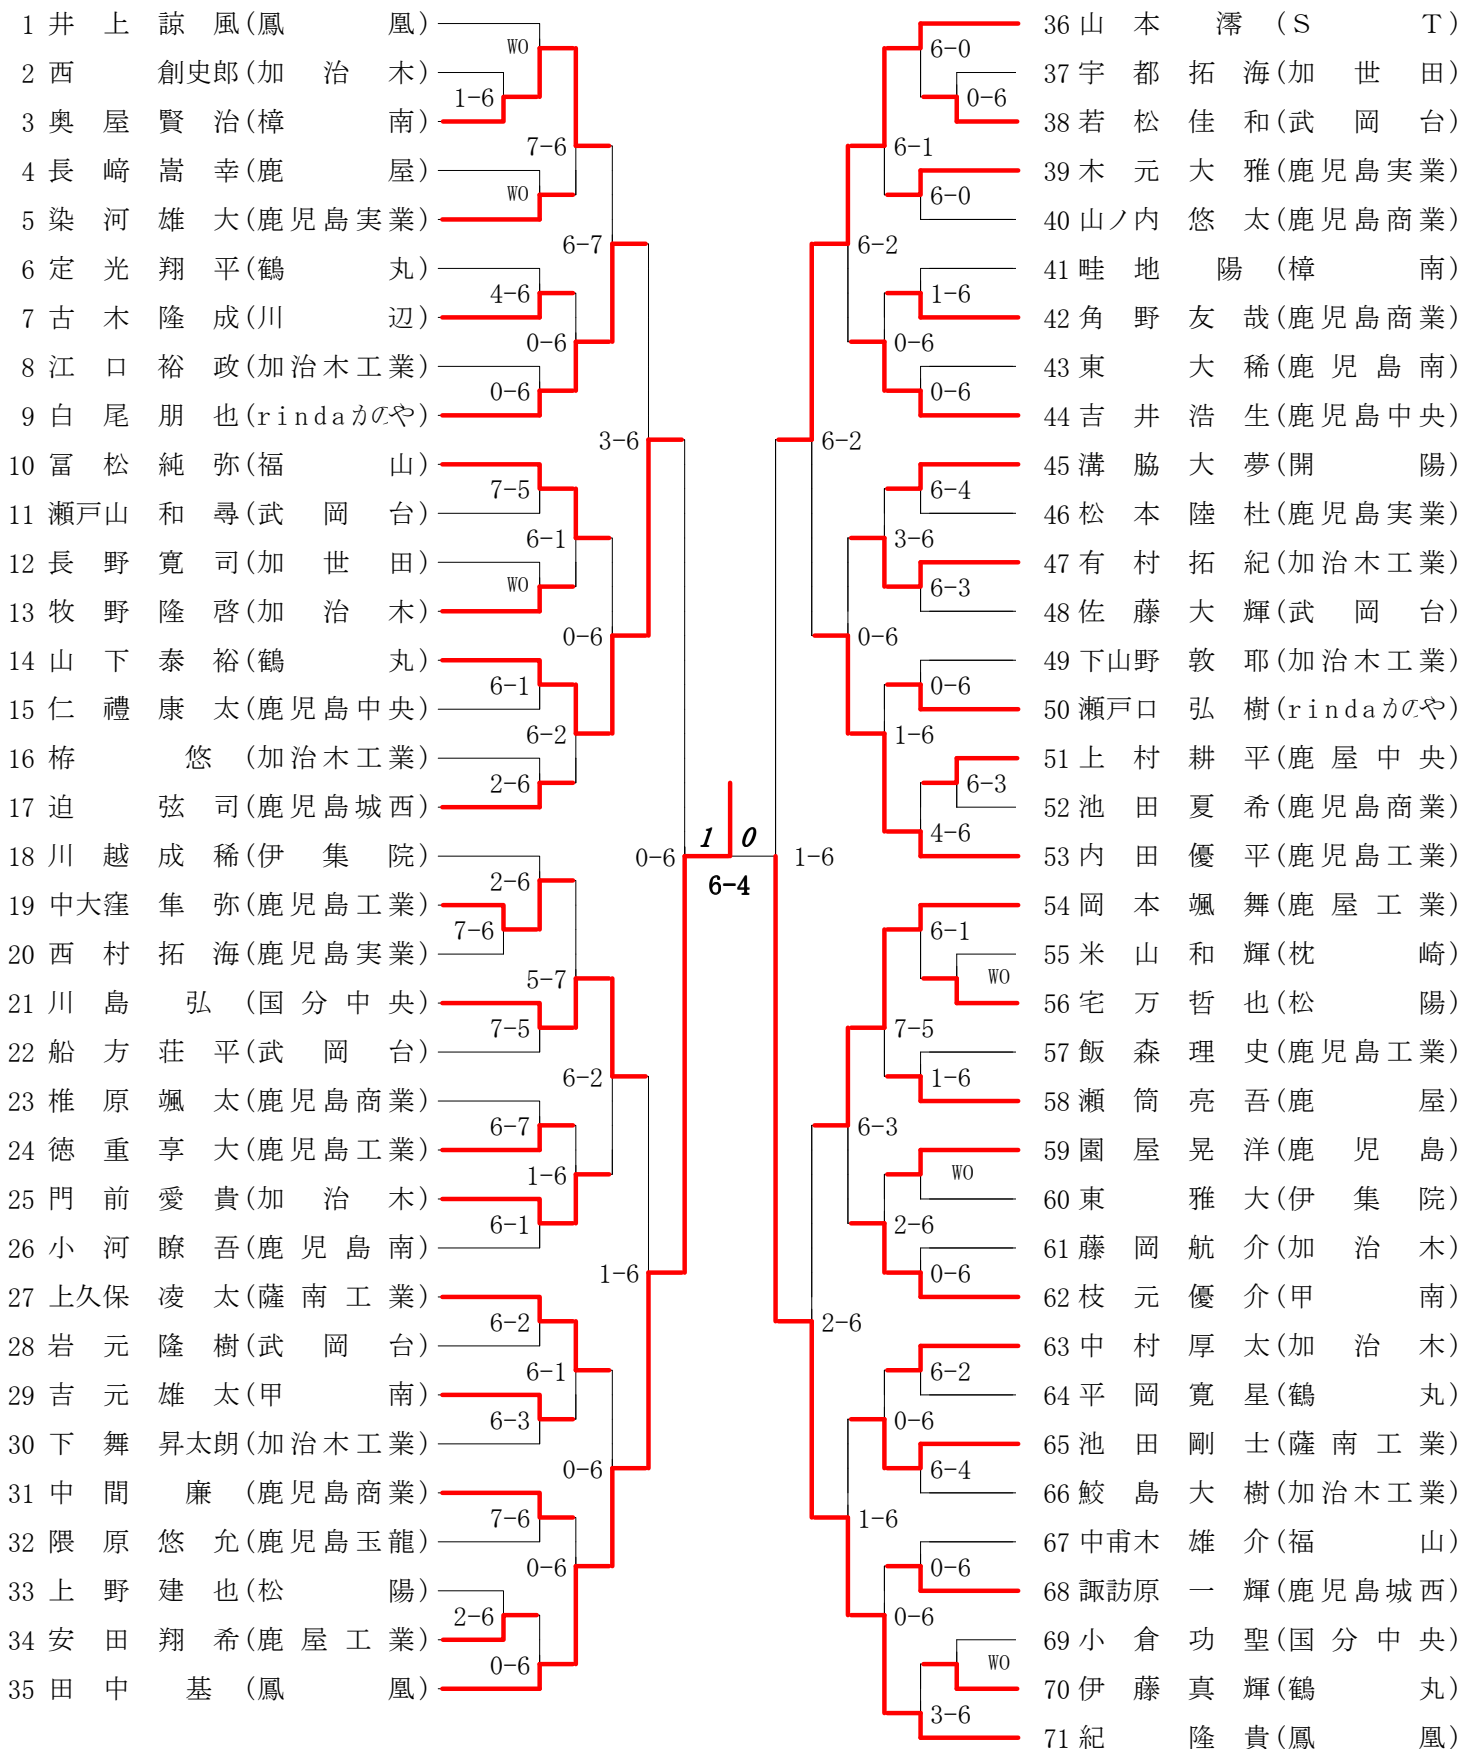 1 井上諒風(鳳凰)
2 西創史郎(加治木)
3 奥屋賢治(樟南)
4 長﨑嵩幸(鹿屋)
5 染河雄大(鹿児島実業)
6 定光翔平(鶴丸)
7 古木隆成(川辺)
8 江口裕政(加治木工業)
9 白尾朋也(rindaかのや)
10 冨松純弥(福山)
11 瀬戸山和尋(武岡台)
12 長野寛司(加世田)
13 牧野隆啓(加治木)
14 山下泰裕(鶴丸)
15 仁禮康太(鹿児島中央)
16 栫悠(加治木工業)
17 迫弦司(鹿児島城西)
18 川越成稀(伊集院)
19 中大窪隼弥(鹿児島工業)
20 西村拓海(鹿児島実業)
21 川島弘(国分中央)
22 船方荘平(武岡台)
23 椎原颯太(鹿児島商業)
24 徳重享大(鹿児島工業)
25 門前愛貴(加治木)
26 小河瞭吾(鹿児島南)
27 上久保凌太(薩南工業)
28 岩元隆樹(武岡台)
29 吉元雄太(甲南)
30 下舞昇太朗(加治木工業)
31 中間廉(鹿児島商業)
32 隈原悠允(鹿児島玉龍)
33 上野建也(松陽)
34 安田翔希(鹿屋工業)
35 田中基(鳳凰)
WO
1-6
7-6
WO
6-7
4-6
0-6
0-6
3-6
7-5
6-1
WO
0-6
6-1
6-2
2-6
0-6
2-6
7-6
5-7
7-5
6-2
6-7
1-6
6-1
1-6
6-2
6-1
6-3
0-6
7-6
0-6
2-6
0-6
1 0
6-4
36 山本澪(ST)
37 宇都拓海(加世田)
38 若松佳和(武岡台)
39 木元大雅(鹿児島実業)
40 山ノ内悠太(鹿児島商業)
41 畦地陽(樟南)
42 角野友哉(鹿児島商業)
43 東大稀(鹿児島南)
44 吉井浩生(鹿児島中央)
45 溝脇大夢(開陽)
46 松本陸杜(鹿児島実業)
47 有村拓紀(加治木工業)
48 佐藤大輝(武岡台)
49 下山野敦耶(加治木工業)
50 瀬戸口弘樹(rindaかのや)
51 上村耕平(鹿屋中央)
52 池田夏希(鹿児島商業)
53 内田優平(鹿児島工業)
54 岡本颯舞(鹿屋工業)
55 米山和輝(枕崎)
56 宅万哲也(松陽)
57 飯森理史(鹿児島工業)
58 瀬筒亮吾(鹿屋)
59 園屋晃洋(鹿児島)
60 東雅大(伊集院)
61 藤岡航介(加治木)
62 枝元優介(甲南)
63 中村厚太(加治木)
64 平岡寛星(鶴丸)
65 池田剛士(薩南工業)
66 鮫島大樹(加治木工業)
67 中甫木雄介(福山)
68 諏訪原一輝(鹿児島城西)
69 小倉功聖(国分中央)
70 伊藤真輝(鶴丸)
71 紀隆貴(鳳凰)
6-0
0-6
6-1
6-0
6-2
1-6
0-6
0-6
6-2
6-4
3-6
6-3
0-6
0-6
1-6
6-3
4-6
1-6
6-1
WO
7-5
1-6
6-3
WO
2-6
0-6
2-6
6-2
0-6
6-4
1-6
0-6
0-6
WO
3-6